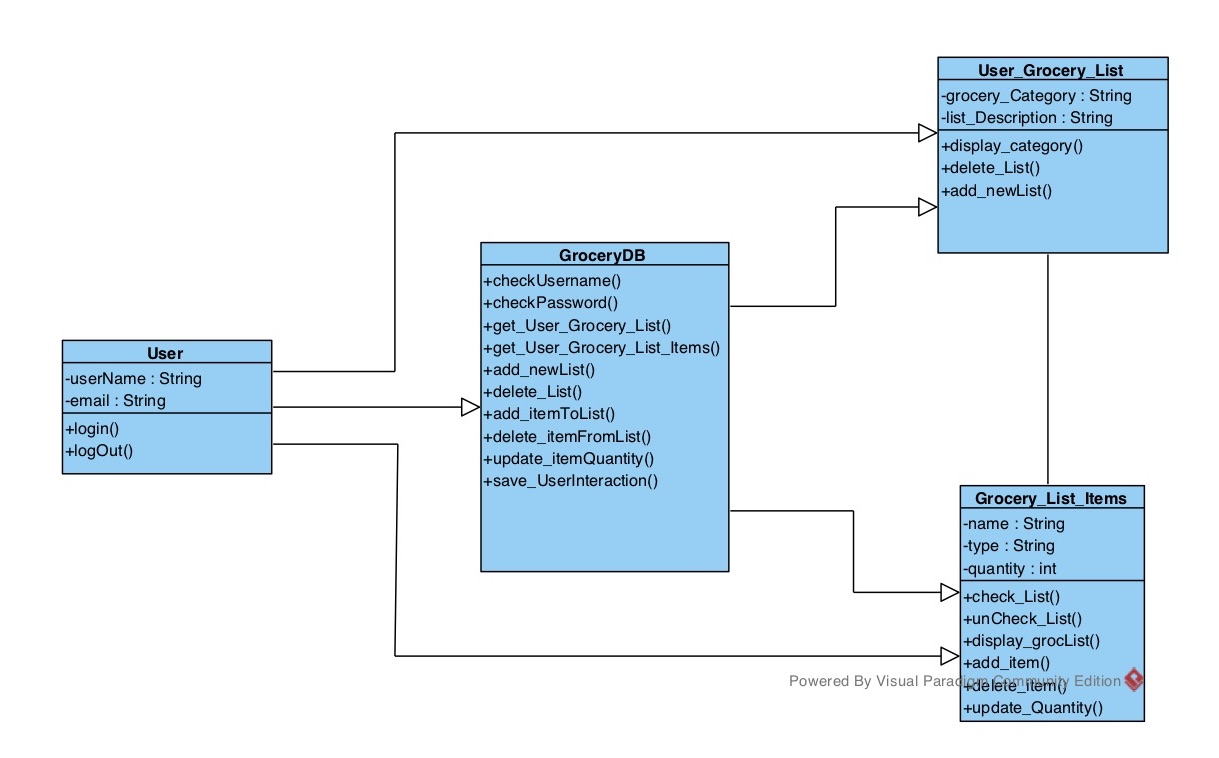 User_Grocery_List
-grocery_Category : String
-list_Description : String
+display_category()
+delete_List()
+add_newList()
GroceryDB
+checkUsername()
+checkPassword()
+get_User_Grocery_List()
+get_User_Grocery_List_Items()
+add_newList()
+delete_List()
+add_itemToList()
+delete_itemFromList()
+update_itemQuantity()
+save_UserInteraction()
User
-userName : String
-email : String
+login()
+logOut()
Grocery_List_Items
-name : String
-type : String
-quantity : int
+check_List()
+unCheck_List()
+display_grocList()
+add_item()
+delete_item()
+update_Quantity()
Powered By Visual Paradigm Community Edition